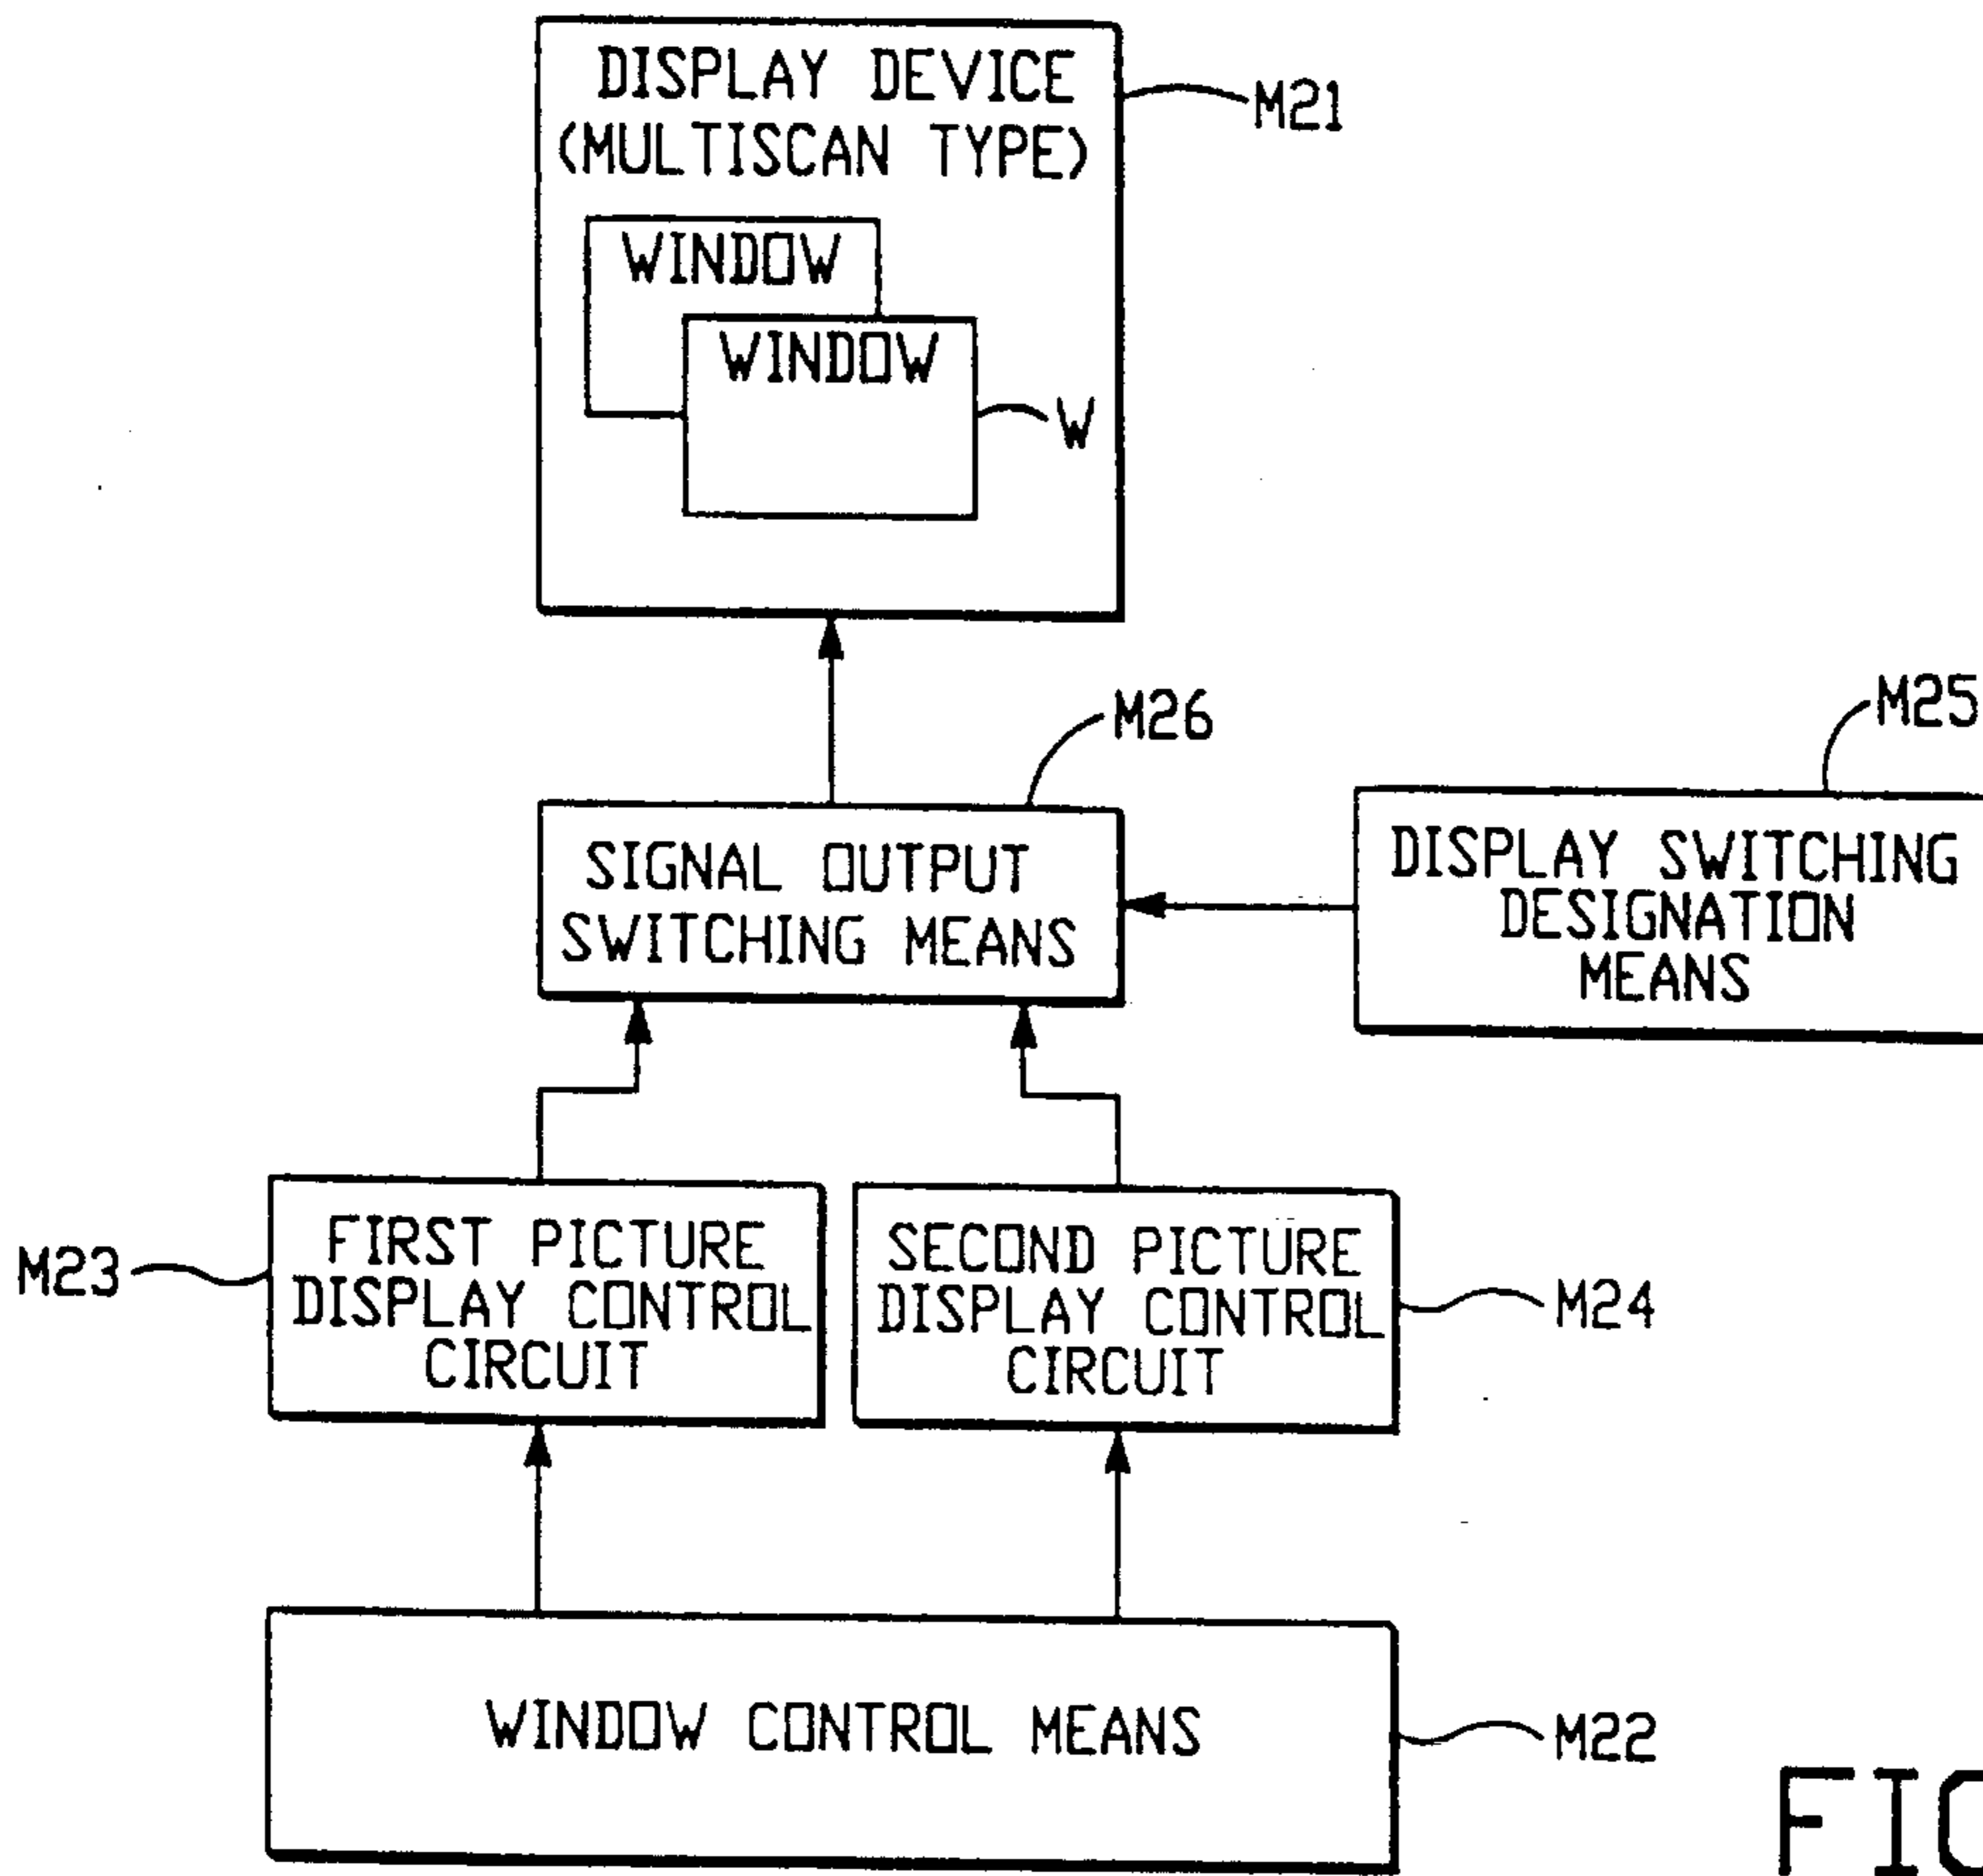 DISPLAY DEVICE
(MULTISCAN TYPE)
M21
WINDOW
WINDOW
W
M26
M25
SIGNAL OUTPUT
SWITCHING MEANS
DISPLAY SWITCHING
DESIGNATION
MEANS
M23
FIRST PICTURE
DISPLAY CONTROL
CIRCUIT
SECOND PICTURE
DISPLAY CONTROL
CIRCUIT
M24
WINDOW CONTROL MEANS
M22